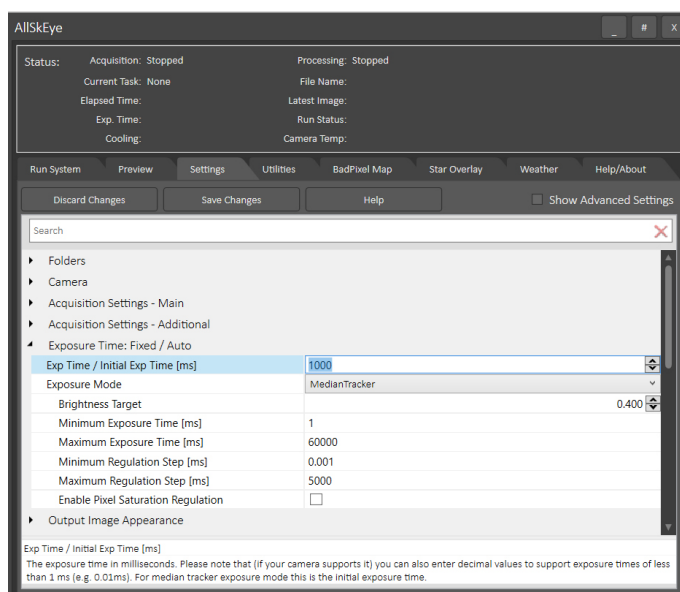 AllSkEye
_ # X
Status: Acquisition: Stopped Processing: Stopped
Current Task: None File Name:
Elapsed Time: Latest Image:
Exp. Time: Run Status:
Cooling: Camera Temp:
Run System Preview Settings Utilities BadPixel Map Star Overlay Weather Help/About
Discard Changes Save Changes Help Show Advanced Settings
Search
Folders
Camera
Acquisition Settings - Main
Acquisition Settings - Additional
Exposure Time: Fixed / Auto
Exp Time / Initial Exp Time [ms] 1000
Exposure Mode MedianTracker
Brightness Target 0.400
Minimum Exposure Time [ms] 1
Maximum Exposure Time [ms] 60000
Minimum Regulation Step [ms] 0.001
Maximum Regulation Step [ms] 5000
Enable Pixel Saturation Regulation
Output Image Appearance
Exp Time / Initial Exp Time [ms]
The exposure time in milliseconds. Please note that (if your camera supports it) you can also enter decimal values to support exposure times of less
than 1 ms (e.g. 0.01ms). For median tracker exposure mode this is the initial exposure time.